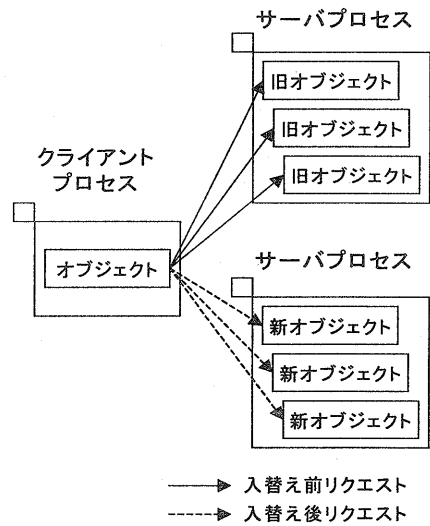 サーバプロセス
旧オブジェクト
旧オブジェクト
旧オブジェクト
クライアント
プロセス
オブジェクト
サーバプロセス
新オブジェクト
新オブジェクト
新オブジェクト
入替え前リクエスト
入替え後リクエスト